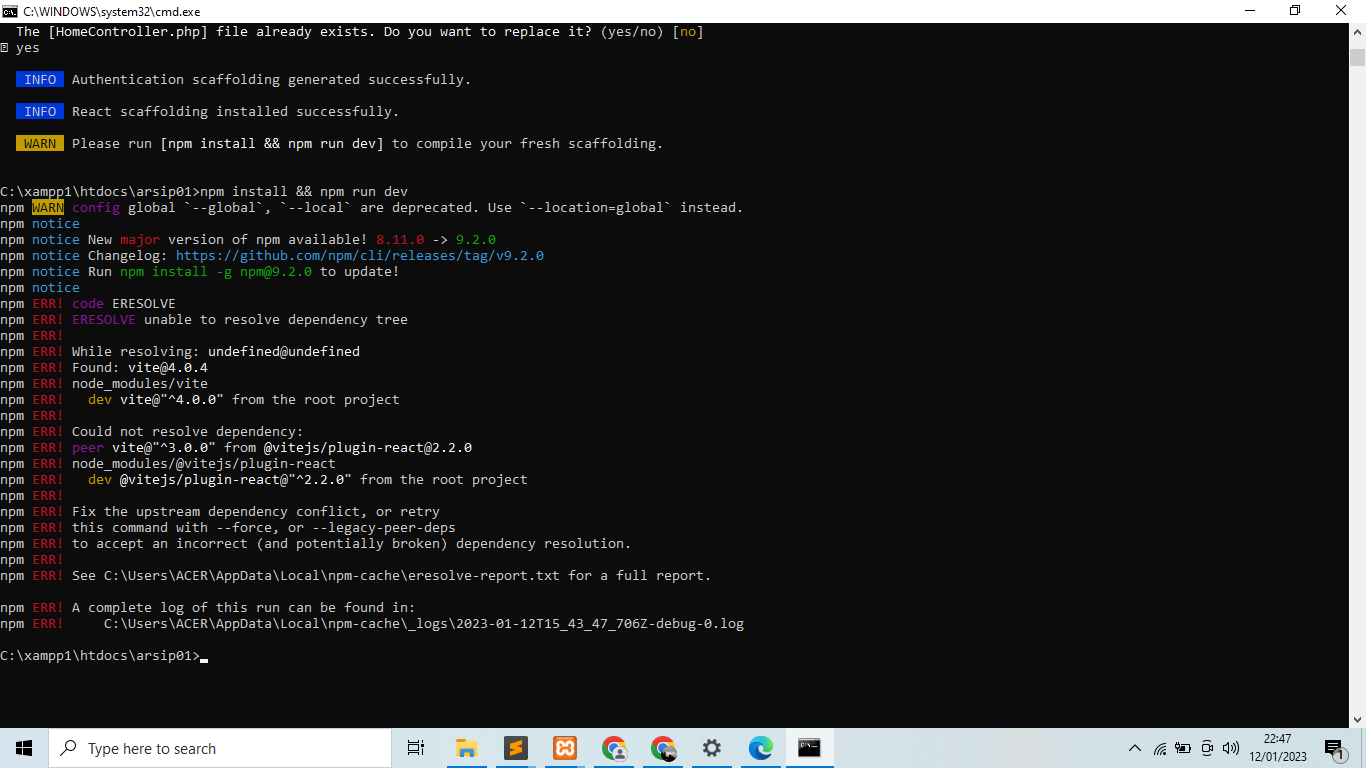 C:\WINDOWS\system32\cmd.exe
The [HomeController.php] file already exists. Do you want to replace it? (yes/no) [no]
yes
INFO Authentication scaffolding generated successfully.
INFO React scaffolding installed successfully.
WARN Please run [npm install && npm run dev] to compile your fresh scaffolding.
C:\xampp1\htdocs\arsip01>npm install && npm run dev
npm WARN config global `--global`, `--local` are deprecated. Use `--location=global` instead.
npm notice
npm notice New major version of npm available! 8.11.0 -> 9.2.0
npm notice Changelog: https://github.com/npm/cli/releases/tag/v9.2.0
npm notice Run npm install -g npm@9.2.0 to update!
npm notice
npm ERR! code ERESOLVE
npm ERR! ERESOLVE unable to resolve dependency tree
npm ERR!
npm ERR! While resolving: undefined@undefined
npm ERR! Found: vite@4.0.4
npm ERR! node_modules/vite
npm ERR!   dev vite@"^4.0.0" from the root project
npm ERR!
npm ERR! Could not resolve dependency:
npm ERR! peer vite@"^3.0.0" from @vitejs/plugin-react@2.2.0
npm ERR! node_modules/@vitejs/plugin-react
npm ERR!   dev @vitejs/plugin-react@"^2.2.0" from the root project
npm ERR!
npm ERR! Fix the upstream dependency conflict, or retry
npm ERR! this command with --force, or --legacy-peer-deps
npm ERR! to accept an incorrect (and potentially broken) dependency resolution.
npm ERR!
npm ERR! See C:\Users\ACER\AppData\Local\npm-cache\eresolve-report.txt for a full report.
npm ERR! A complete log of this run can be found in:
npm ERR!     C:\Users\ACER\AppData\Local\npm-cache\_logs\2023-01-12T15_43_47_706Z-debug-0.log
C:\xampp1\htdocs\arsip01>
Type here to search
22:47
12/01/2023
1